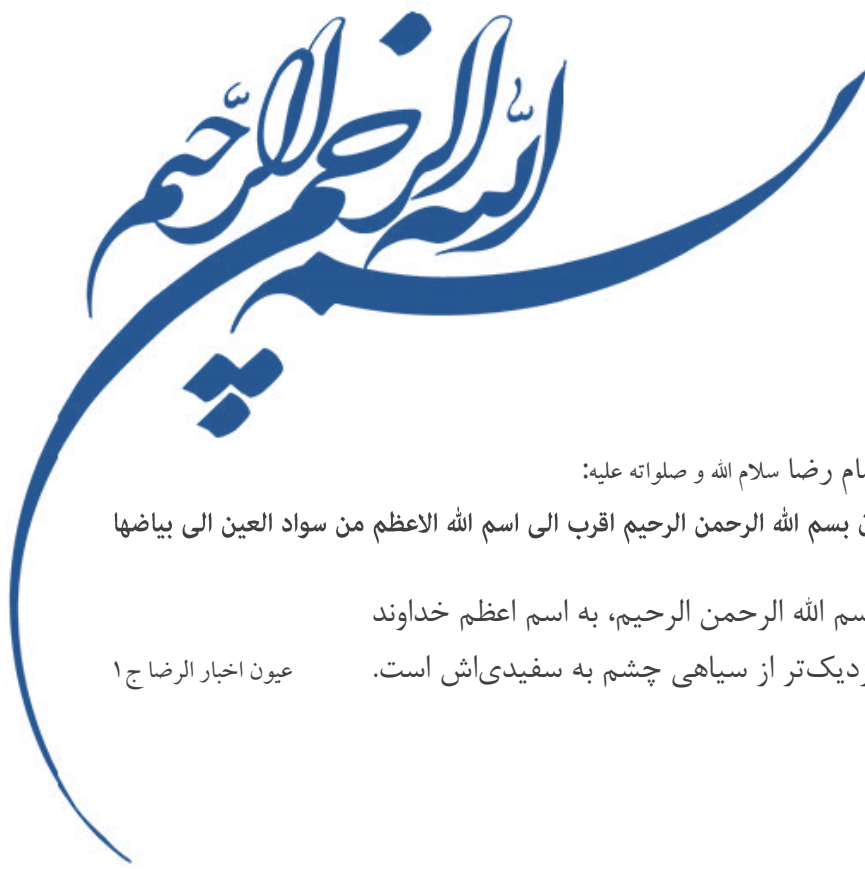 بسم الله الرحمن الرحیم
رضا سلام الله و صلواته علیه:
بسم الله الرحمن الرحیم اقرب الی اسم الله الاعظم من سواد العین الی بیاضها
الله الرحمن الرحیم، به اسم اعظم خداوند
از سیاهی چشم به سفیدی‌اش است. عیون اخبار الرضا ج۱